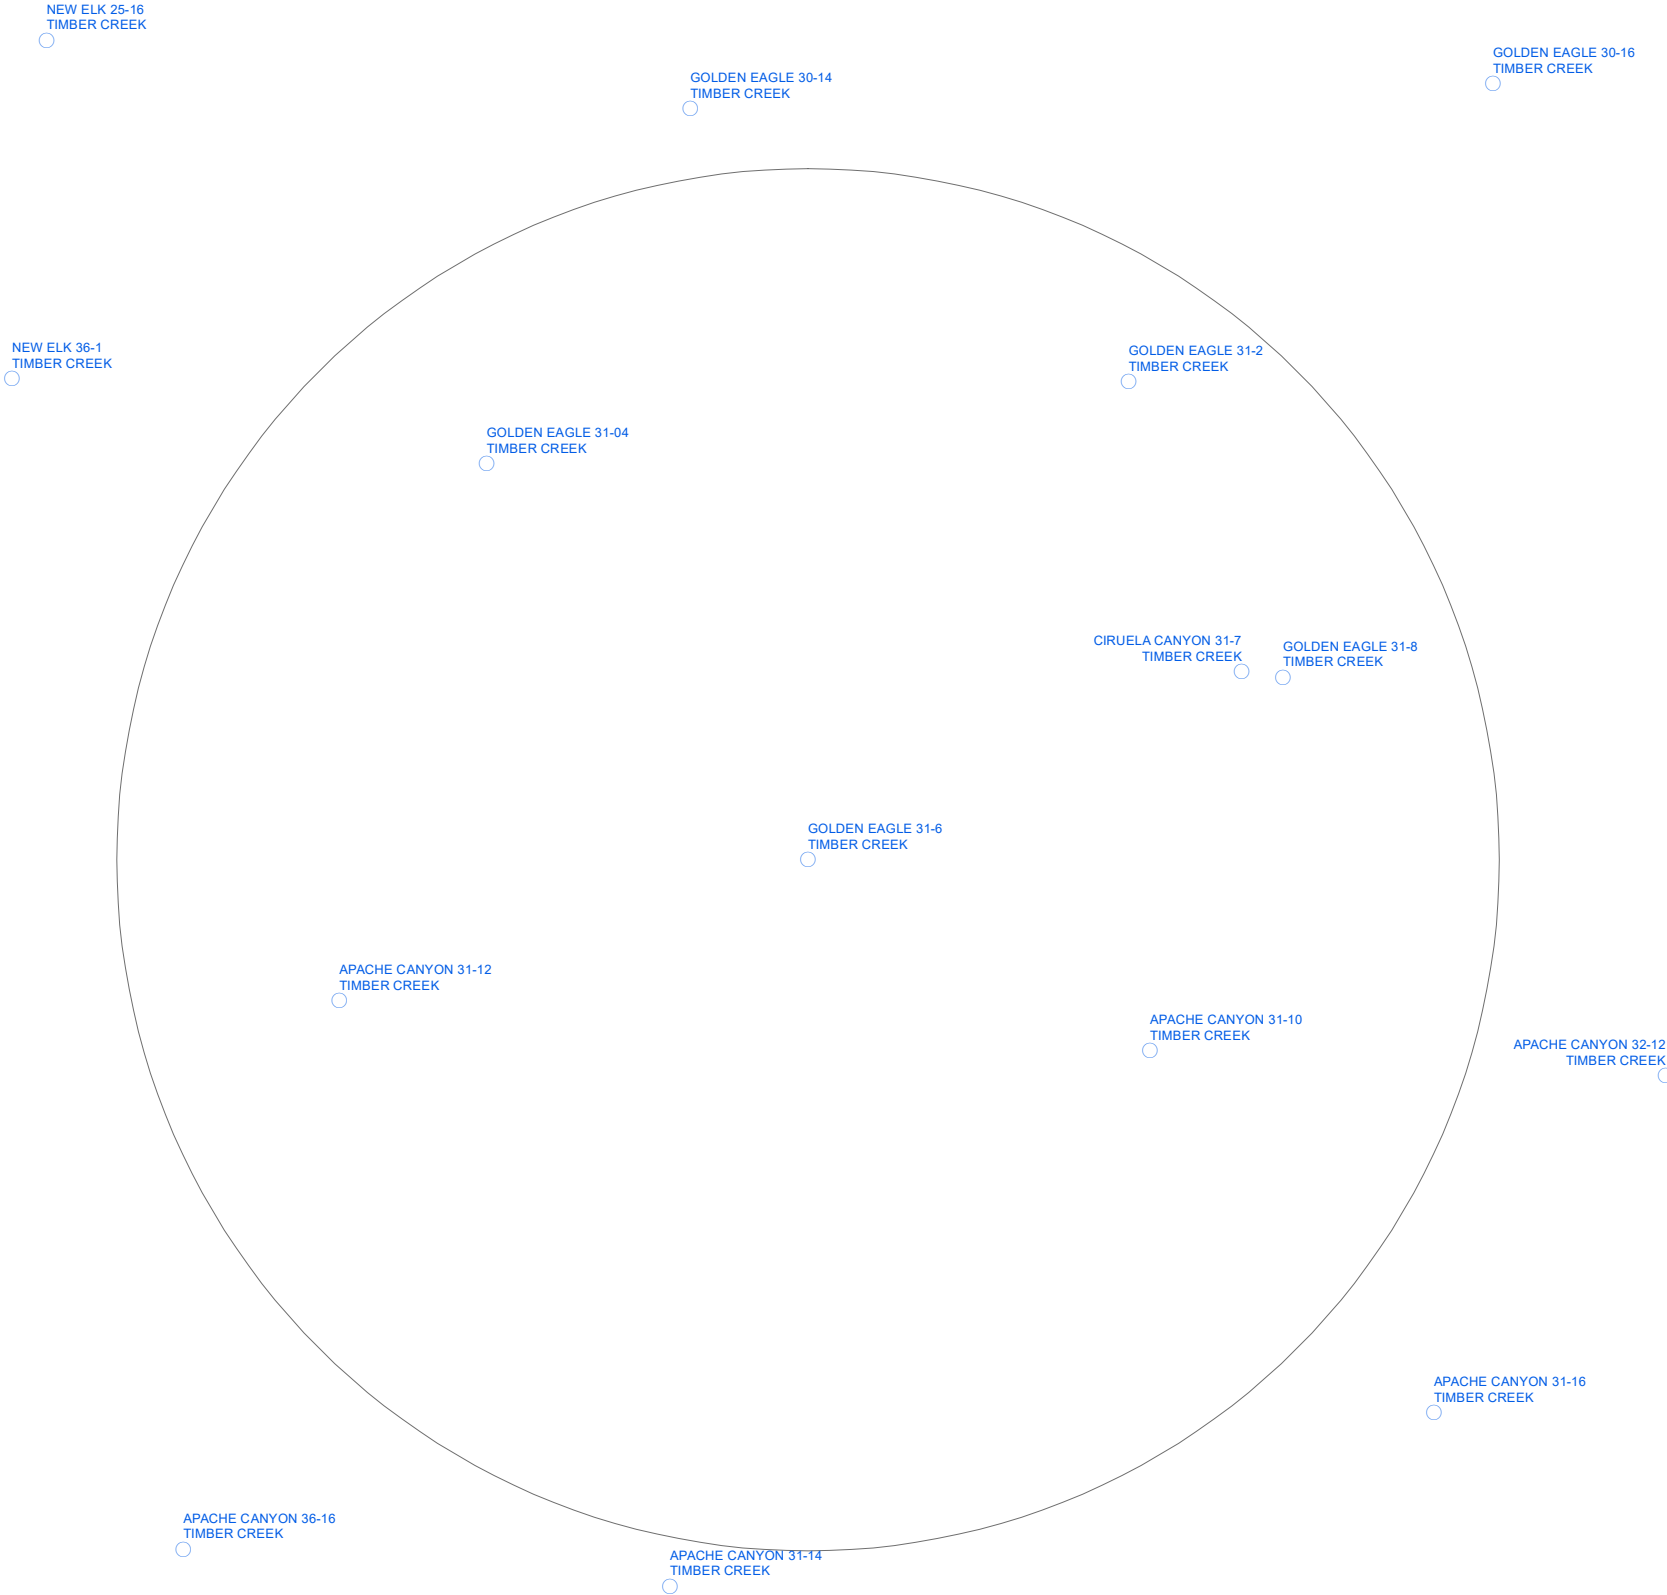 NEW ELK 25-16
TIMBER CREEK
GOLDEN EAGLE 30-16
TIMBER CREEK
GOLDEN EAGLE 30-14
TIMBER CREEK
NEW ELK 36-1
TIMBER CREEK
GOLDEN EAGLE 31-2
TIMBER CREEK
GOLDEN EAGLE 31-04
TIMBER CREEK
CIRUELA CANYON 31-7
TIMBER CREEK
GOLDEN EAGLE 31-8
TIMBER CREEK
GOLDEN EAGLE 31-6
TIMBER CREEK
APACHE CANYON 31-12
TIMBER CREEK
APACHE CANYON 31-10
TIMBER CREEK
APACHE CANYON 32-12
TIMBER CREEK
APACHE CANYON 31-16
TIMBER CREEK
APACHE CANYON 36-16
TIMBER CREEK
APACHE CANYON 31-14
TIMBER CREEK